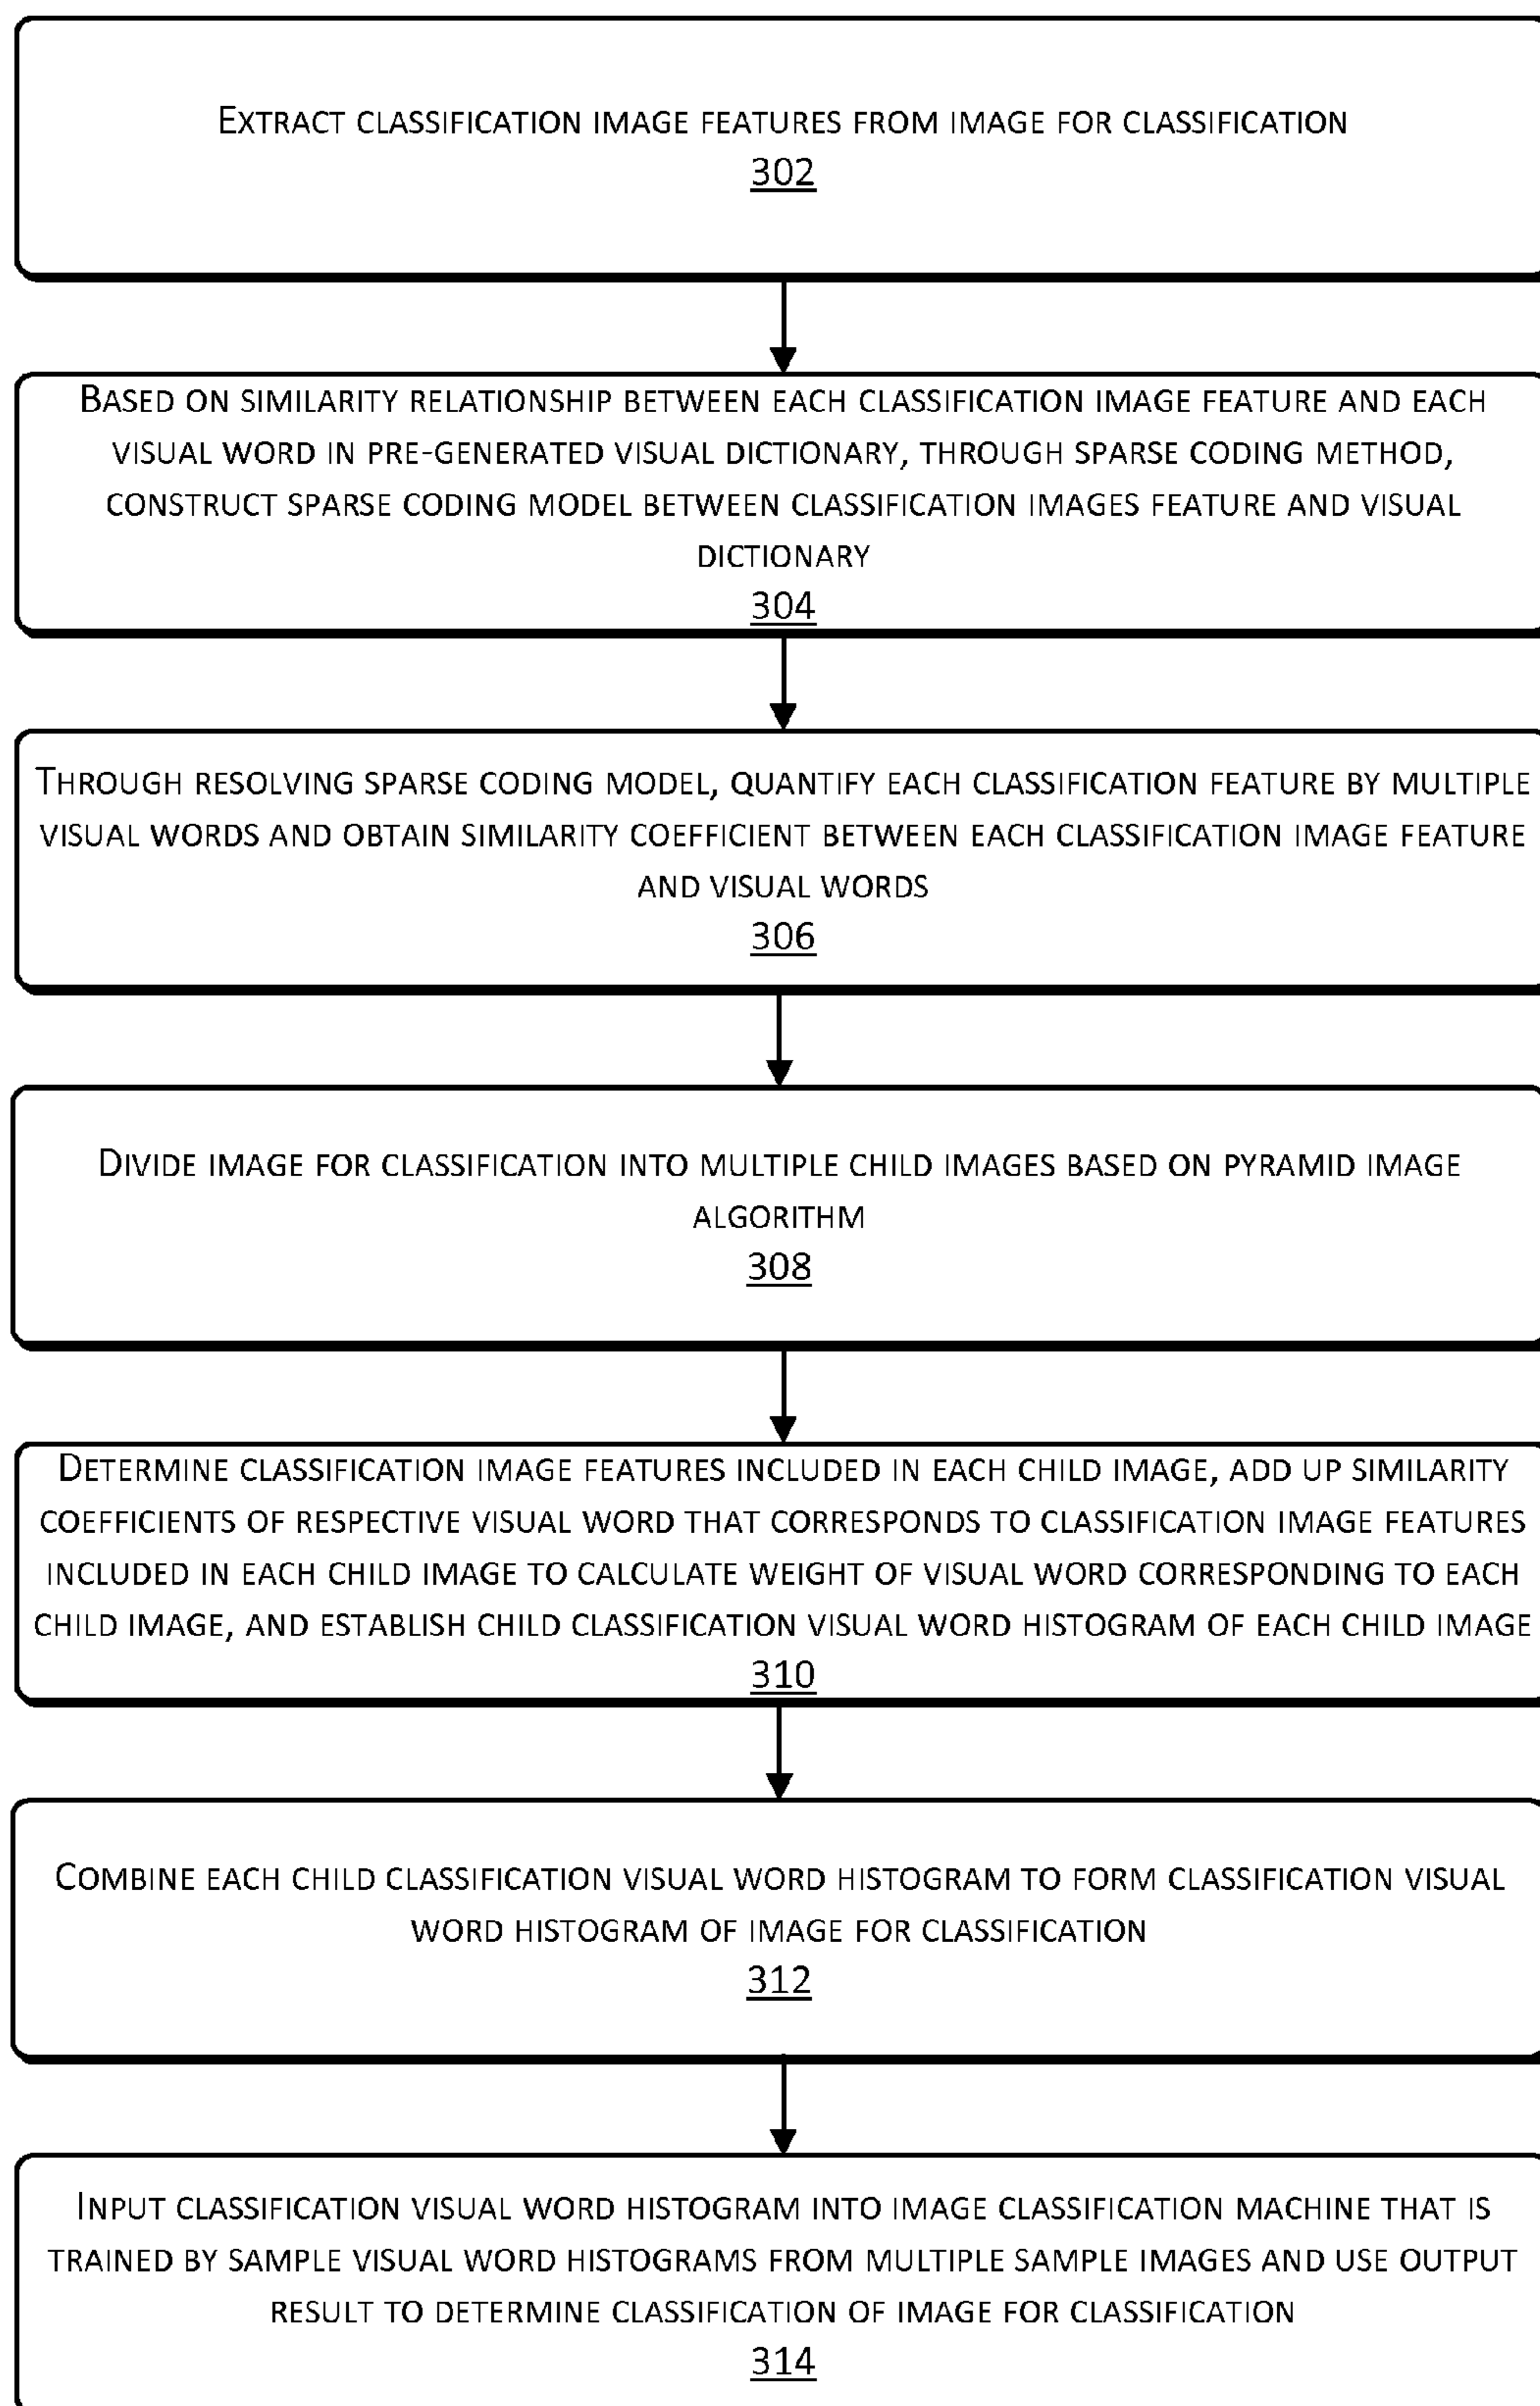 EXTRACT CLASSIFICATION IMAGE FEATURES FROM IMAGE FOR CLASSIFICATION
302
BASED ON SIMILARITY RELATIONSHIP BETWEEN EACH CLASSIFICATION IMAGE FEATURE AND EACH
VISUAL WORD IN PRE-GENERATED VISUAL DICTIONARY, THROUGH SPARSE CODING METHOD,
CONSTRUCT SPARSE CODING MODEL BETWEEN CLASSIFICATION IMAGES FEATURE AND VISUAL
DICTIONARY
304
THROUGH RESOLVING SPARSE CODING MODEL, QUANTIFY EACH CLASSIFICATION FEATURE BY MULTIPLE
VISUAL WORDS AND OBTAIN SIMILARITY COEFFICIENT BETWEEN EACH CLASSIFICATION IMAGE FEATURE
AND VISUAL WORDS
306
DIVIDE IMAGE FOR CLASSIFICATION INTO MULTIPLE CHILD IMAGES BASED ON PYRAMID IMAGE
ALGORITHM
308
DETERMINE CLASSIFICATION IMAGE FEATURES INCLUDED IN EACH CHILD IMAGE, ADD UP SIMILARITY
COEFFICIENTS OF RESPECTIVE VISUAL WORD THAT CORRESPONDS TO CLASSIFICATION IMAGE FEATURES
INCLUDED IN EACH CHILD IMAGE TO CALCULATE WEIGHT OF VISUAL WORD CORRESPONDING TO EACH
CHILD IMAGE, AND ESTABLISH CHILD CLASSIFICATION VISUAL WORD HISTOGRAM OF EACH CHILD IMAGE
310
COMBINE EACH CHILD CLASSIFICATION VISUAL WORD HISTOGRAM TO FORM CLASSIFICATION VISUAL
WORD HISTOGRAM OF IMAGE FOR CLASSIFICATION
312
INPUT CLASSIFICATION VISUAL WORD HISTOGRAM INTO IMAGE CLASSIFICATION MACHINE THAT IS
TRAINED BY SAMPLE VISUAL WORD HISTOGRAMS FROM MULTIPLE SAMPLE IMAGES AND USE OUTPUT
RESULT TO DETERMINE CLASSIFICATION OF IMAGE FOR CLASSIFICATION
314